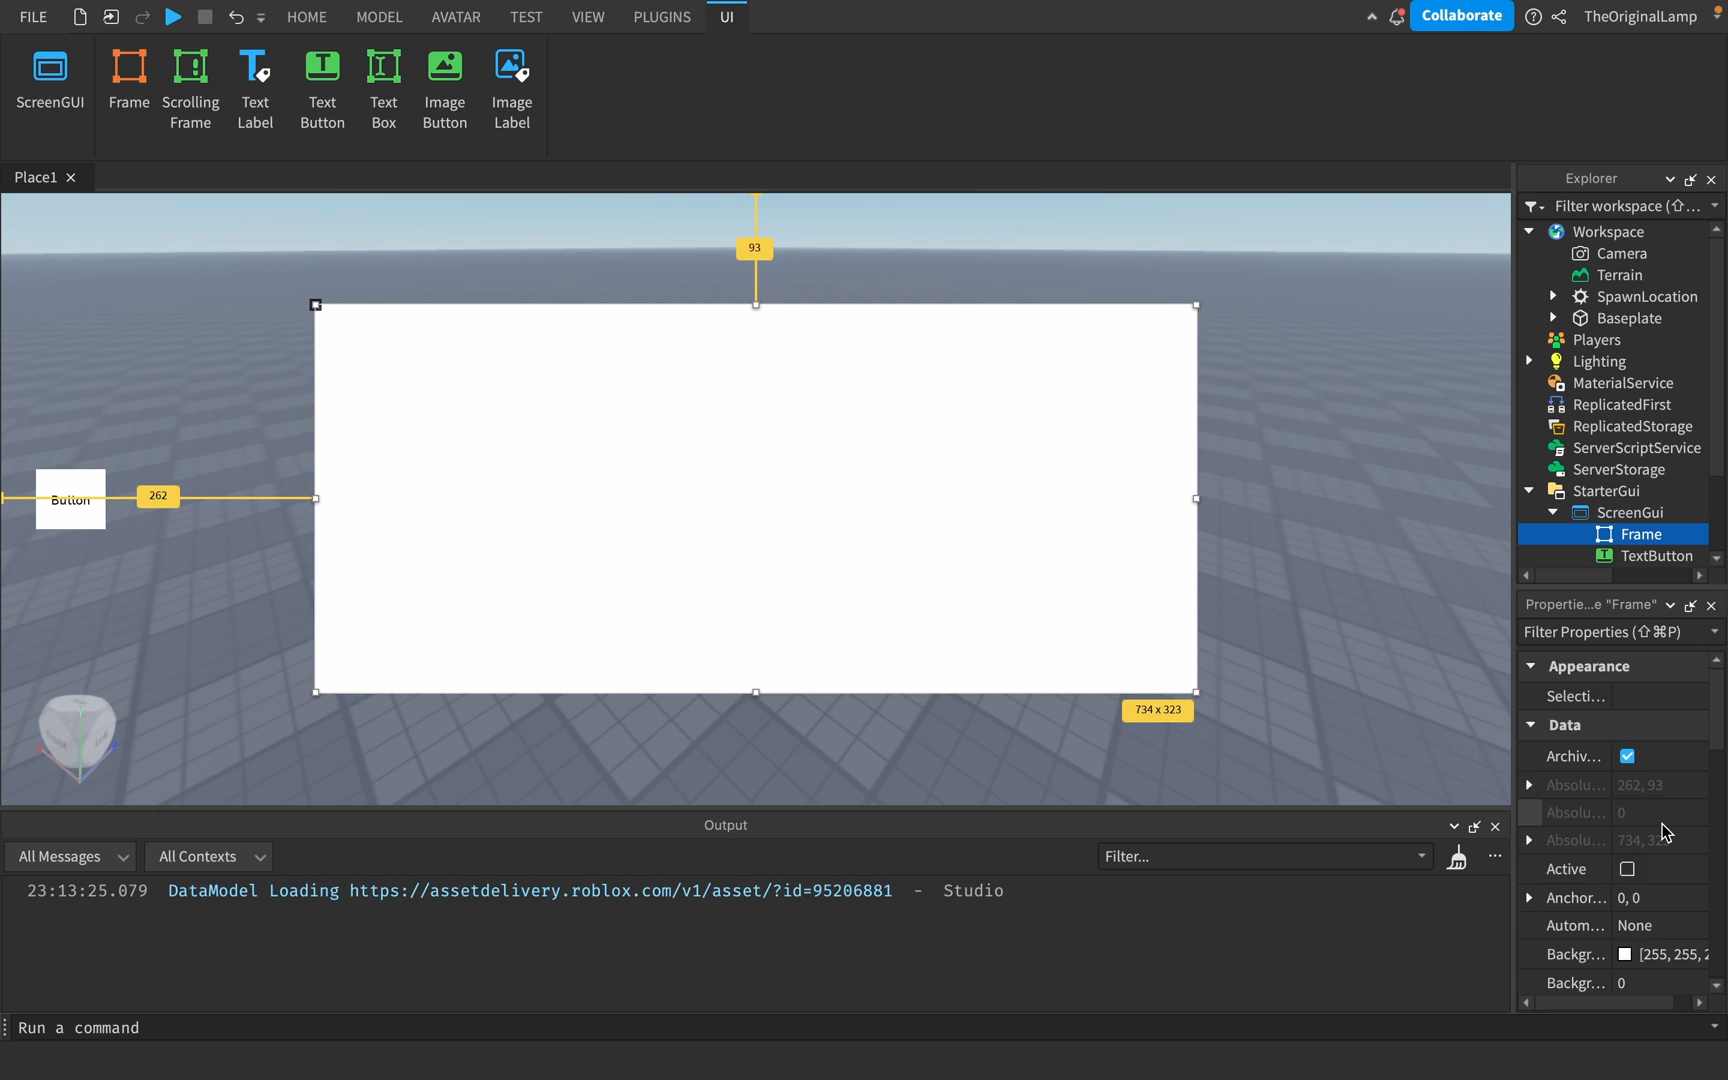 FILE
HOME
MODEL
AVATAR
TEST
VIEW
PLUGINS
UI
Collaborate
TheOriginalLamp
ScreenGUI
Frame
Scrolling
Frame
Text
Label
Text
Button
Text
Box
Image
Button
Image
Label
Place1
93
Button
262
734 x 323
Explorer
Filter workspace (⇧...
Workspace
Camera
Terrain
SpawnLocation
Baseplate
Players
Lighting
MaterialService
ReplicatedFirst
ReplicatedStorage
ServerScriptService
ServerStorage
StarterGui
ScreenGui
Frame
TextButton
Propertie...e "Frame"
Filter Properties (⇧⌘P)
Appearance
Selecti...
Data
Archiv...
Absolu... 262, 93
Absolu... 0
Absolu... 734, 32
Active
Anchor... 0, 0
Autom... None
Backgr... [255, 255, 2
Backgr... 0
Output
All Messages
All Contexts
Filter...
23:13:25.079 DataModel Loading https://assetdelivery.roblox.com/v1/asset/?id=95206881 - Studio
Run a command